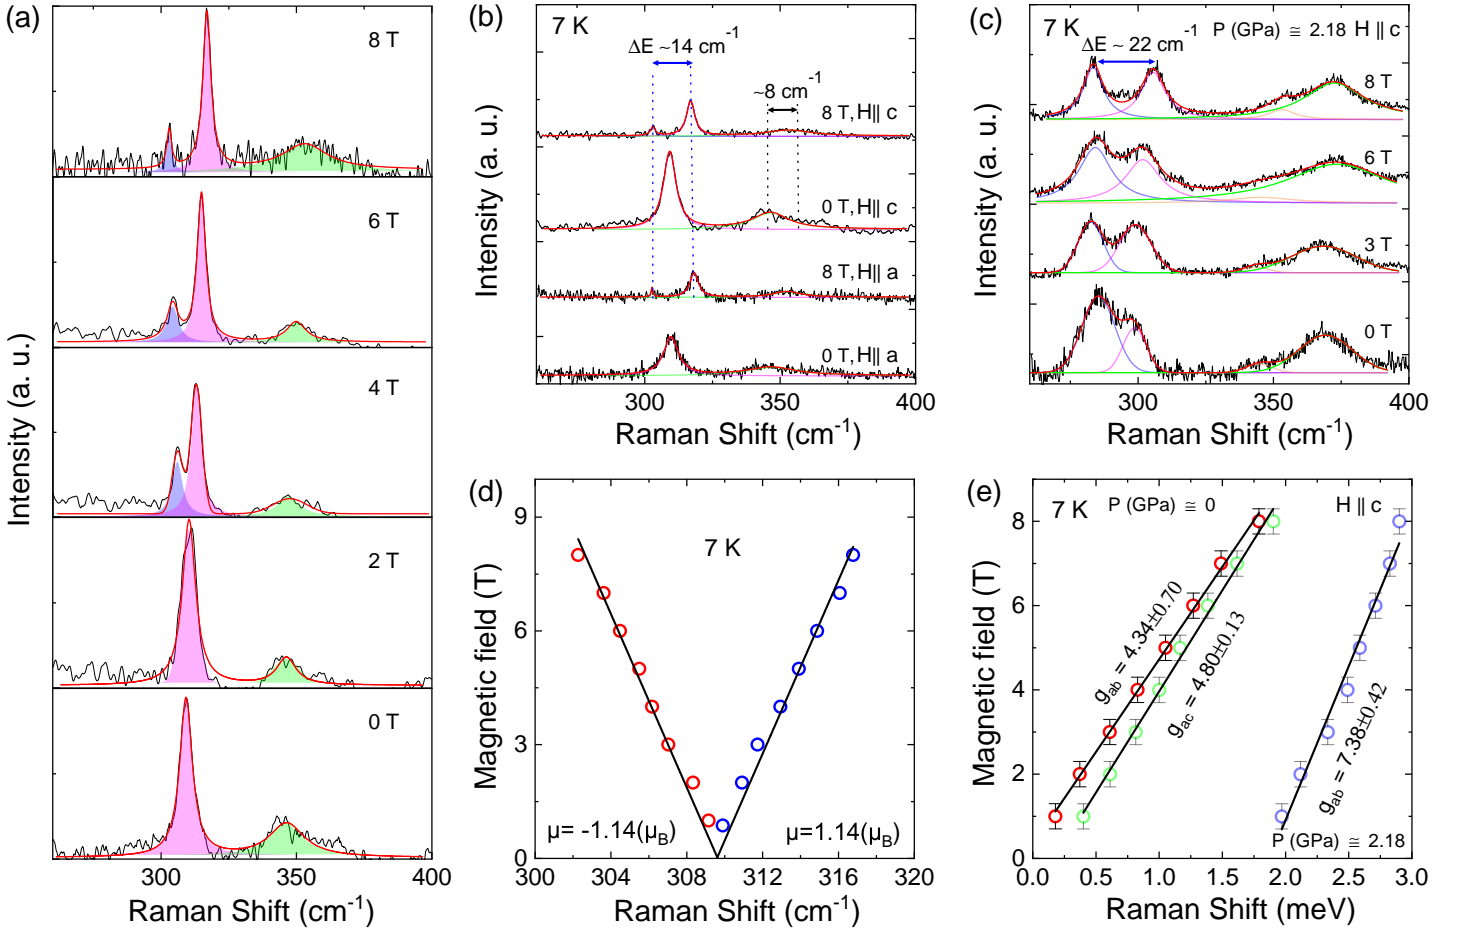 (a)
8 T
6 T
4 T
2 T
0 T
Intensity (a. u.)
300 350 400
Raman Shift (cm⁻¹)
(b)
7 K
ΔE ~14 cm⁻¹
~8 cm⁻¹
8 T, H∥ c
0 T, H∥ c
8 T, H∥ a
0 T, H∥ a
Intensity (a. u.)
300 350 400
Raman Shift (cm⁻¹)
(c)
7 K P (GPa) ≅ 2.18 H ∥ c
ΔE ~ 22 cm⁻¹
8 T
6 T
3 T
0 T
Intensity (a. u.)
300 350 400
Raman Shift (cm⁻¹)
(d)
7 K
9
6
3
0
Magnetic field (T)
μ= -1.14(μ_B)
μ=1.14(μ_B)
300 304 308 312 316 320
Raman Shift (cm⁻¹)
(e)
7 K P (GPa) ≅ 0 H ∥ c
8
6
4
2
0
Magnetic field (T)
g_ab = 4.34±0.70
g_ac = 4.80±0.13
g_ab = 7.38±0.42
P (GPa) ≅ 2.18
0.0 0.5 1.0 1.5 2.0 2.5 3.0
Raman Shift (meV)